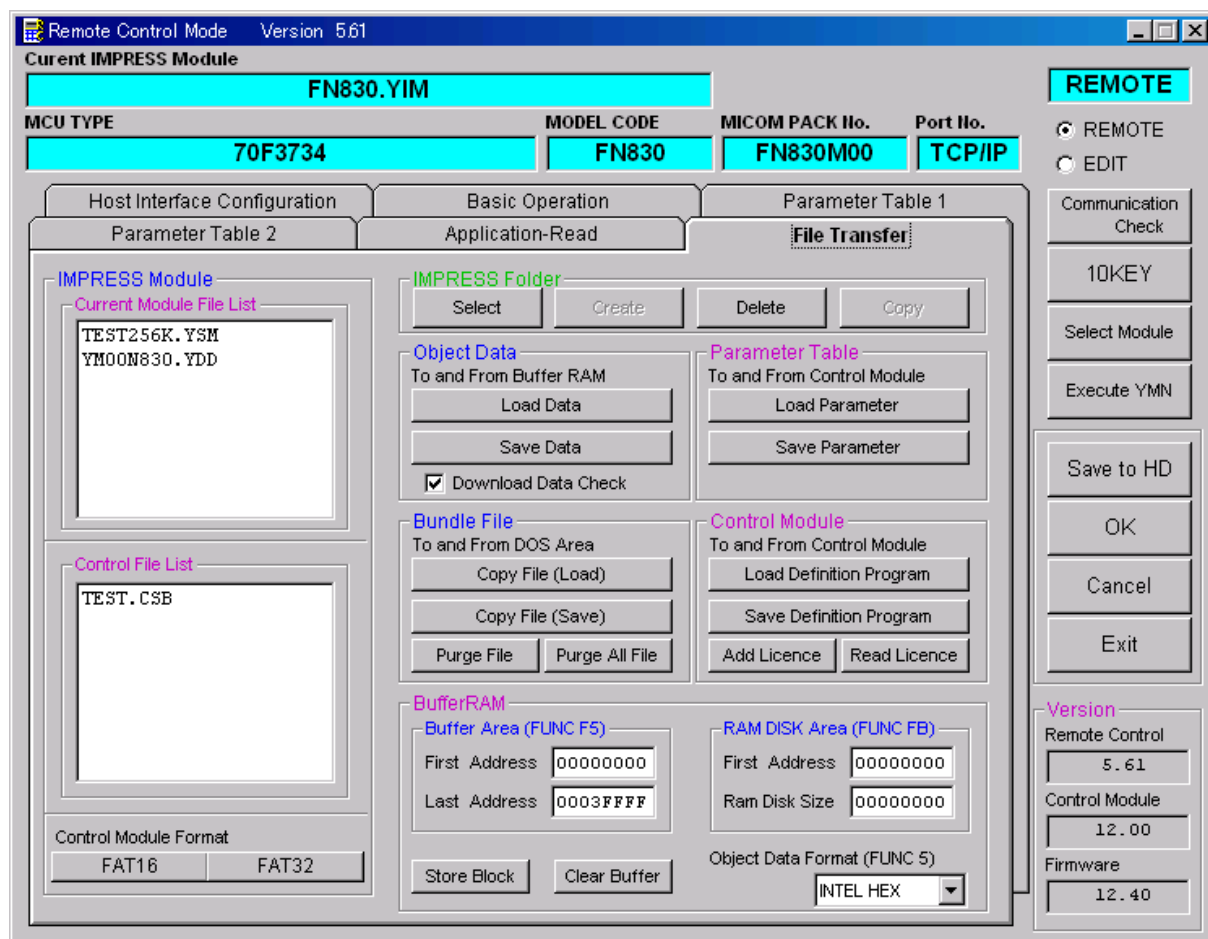 Remote Control Mode Version 5.61
Curent IMPRESS Module
FN830.YIM
REMOTE
MCU TYPE
MODEL CODE
MICOM PACK No.
Port No.
70F3734
FN830
FN830M00
TCP/IP
REMOTE
EDIT
Host Interface Configuration
Basic Operation
Parameter Table 1
Parameter Table 2
Application-Read
File Transfer
IMPRESS Module
Current Module File List
TEST256K.YSM
YM00N830.YDD
Control File List
TEST.CSB
Control Module Format
FAT16
FAT32
IMPRESS Folder
Select
Create
Delete
Copy
Object Data
To and From Buffer RAM
Load Data
Save Data
Download Data Check
Parameter Table
To and From Control Module
Load Parameter
Save Parameter
Bundle File
To and From DOS Area
Copy File (Load)
Copy File (Save)
Purge File
Purge All File
Control Module
To and From Control Module
Load Definition Program
Save Definition Program
Add Licence
Read Licence
BufferRAM
Buffer Area (FUNC F5)
First Address 00000000
Last Address 0003FFFF
RAM DISK Area (FUNC FB)
First Address 00000000
Ram Disk Size 00000000
Store Block
Clear Buffer
Object Data Format (FUNC 5)
INTEL HEX
Communication
Check
10KEY
Select Module
Execute YMN
Save to HD
OK
Cancel
Exit
Version
Remote Control
5.61
Control Module
12.00
Firmware
12.40